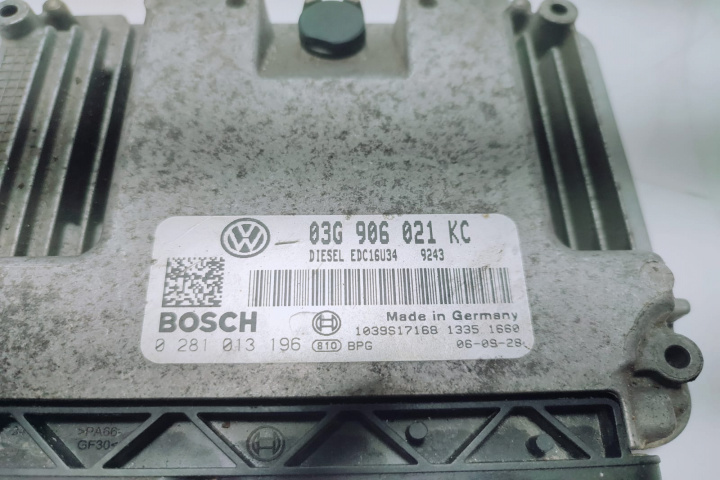 03G 906 021 KC
DIESEL EDC16U34 9243
BOSCH
Made in Germany
1039S17168 1335 1660
0 281 013 196 810 BPG 06-09-28
>PA66-
GF30<